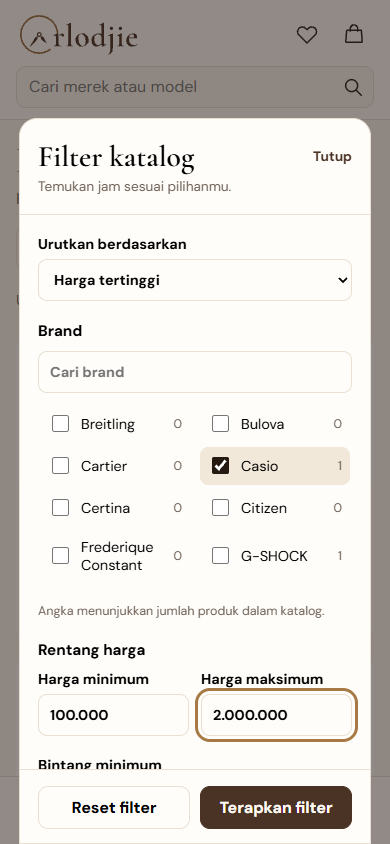 Arlodjie
Cari merek atau model
Filter katalog
Tutup
Temukan jam sesuai pilihanmu.
Urutkan berdasarkan
Harga tertinggi
Brand
Cari brand
Breitling 0
Bulova 0
Cartier 0
Casio 1
Certina 0
Citizen 0
Frederique
Constant 0
G-SHOCK 1
Angka menunjukkan jumlah produk dalam katalog.
Rentang harga
Harga minimum
Harga maksimum
100.000
2.000.000
Bintang minimum
Reset filter
Terapkan filter